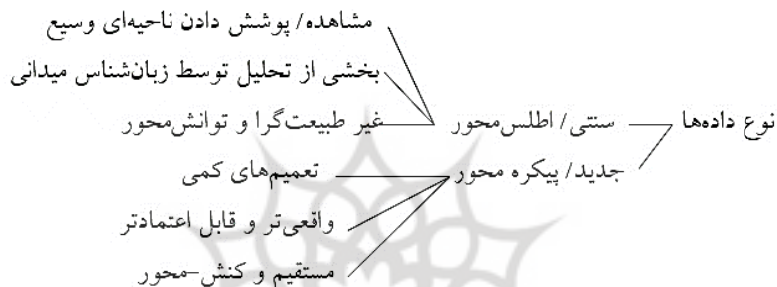 مشاهده/ پوشش دادن ناحیه‌ای وسیع
بخشی از تحلیل توسط زبان‌شناس میدانی
نوع داده‌ها سنتی/ اطلس‌محور غیر طبیعت‌گرا و توانش‌محور
جدید/ پیکره محور تعمیم‌های کمی
واقعی‌تر و قابل اعتمادتر
مستقیم و کنش-محور